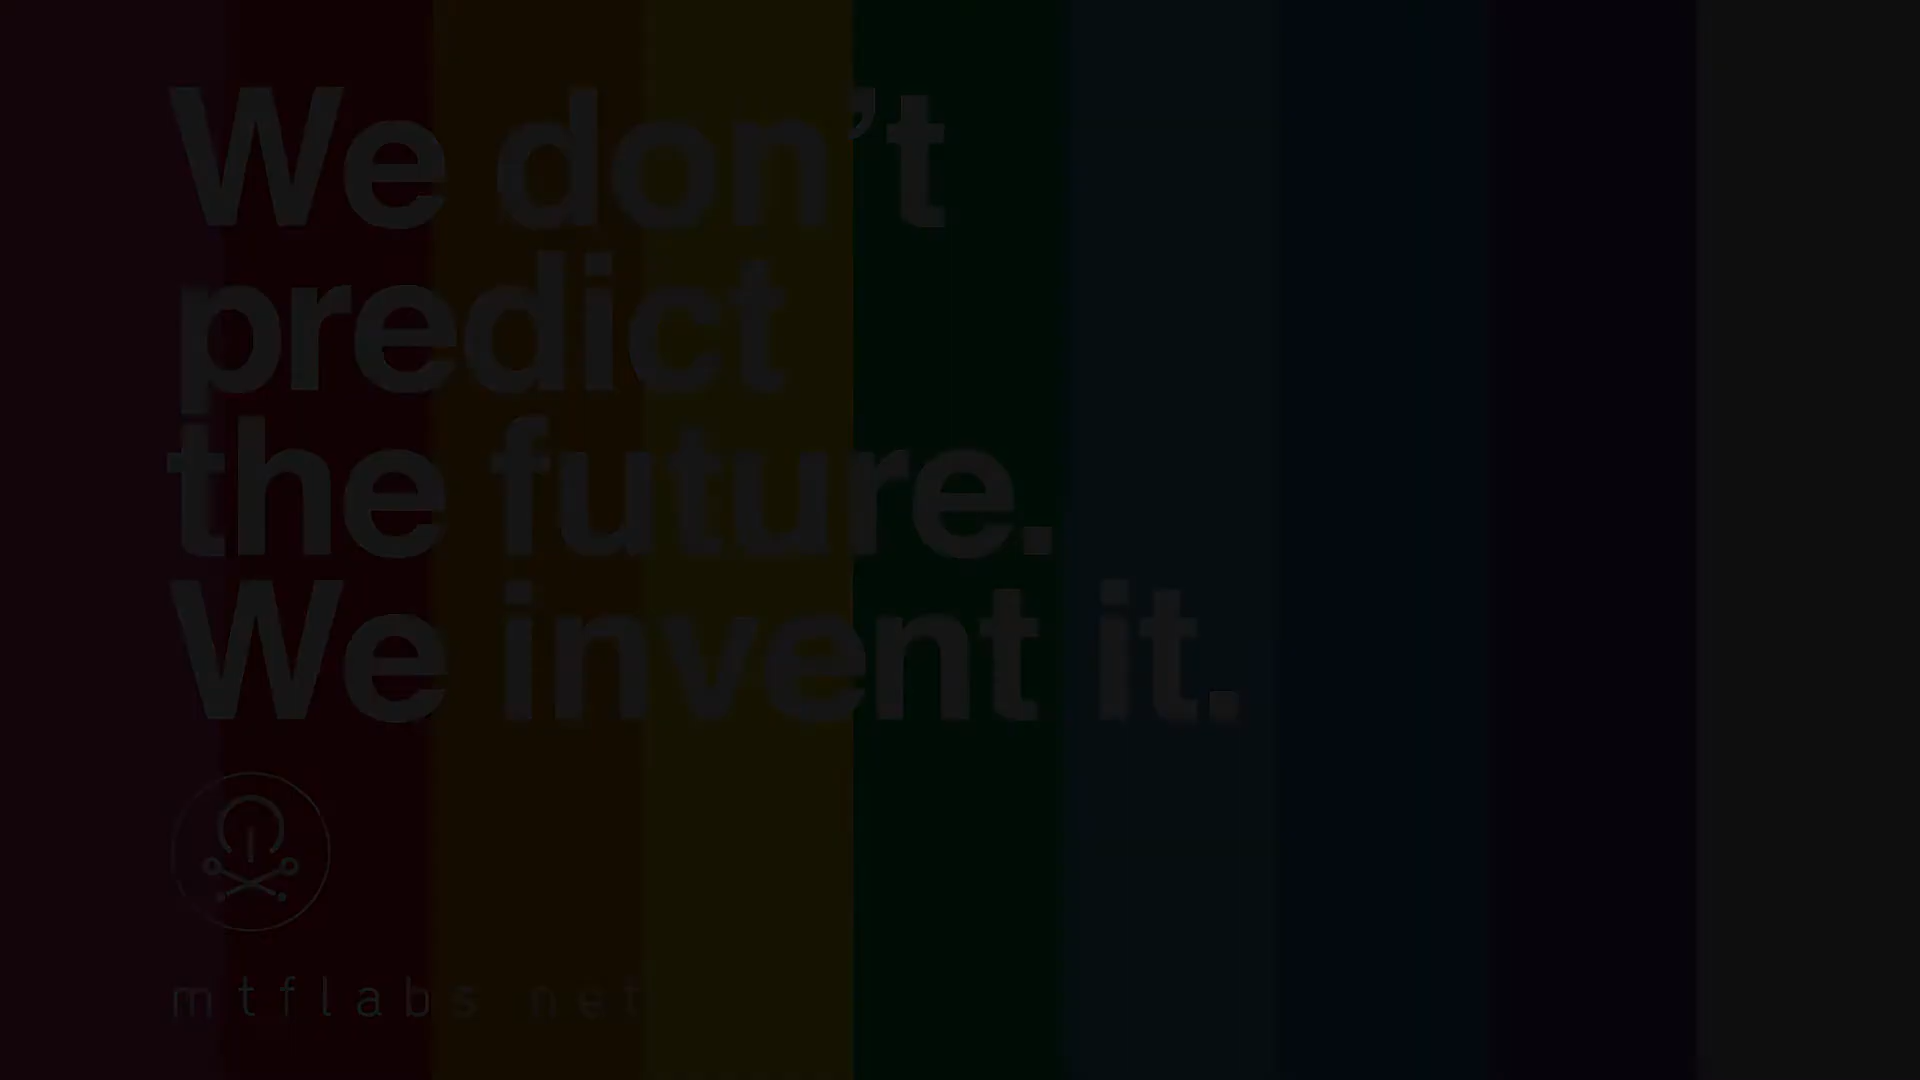 We don’t
predict
the future.
We invent it.
mtflabs.net